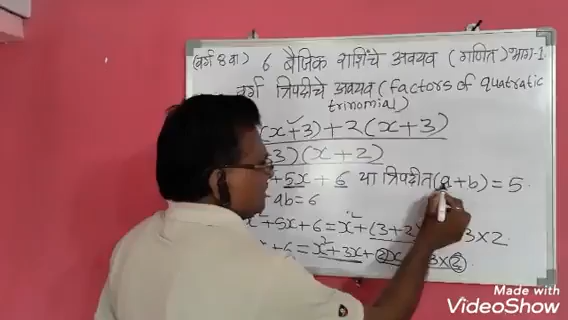 (वर्ग 8 वा) 6 बैजिक राशिंचे अवयव (गणित) भाग-1
वर्ग त्रिपदीचे अवयव (factors of quatratic
trinomial)
(x+3)+2(x+3)
3)(x+2)
+5x+6 या त्रिपदीत (a+b)=5.
ab=6
x²+5x+6=x²+(3+2) 3×2
+6=x²+3x+2x 3×2.
Made with
VideoShow